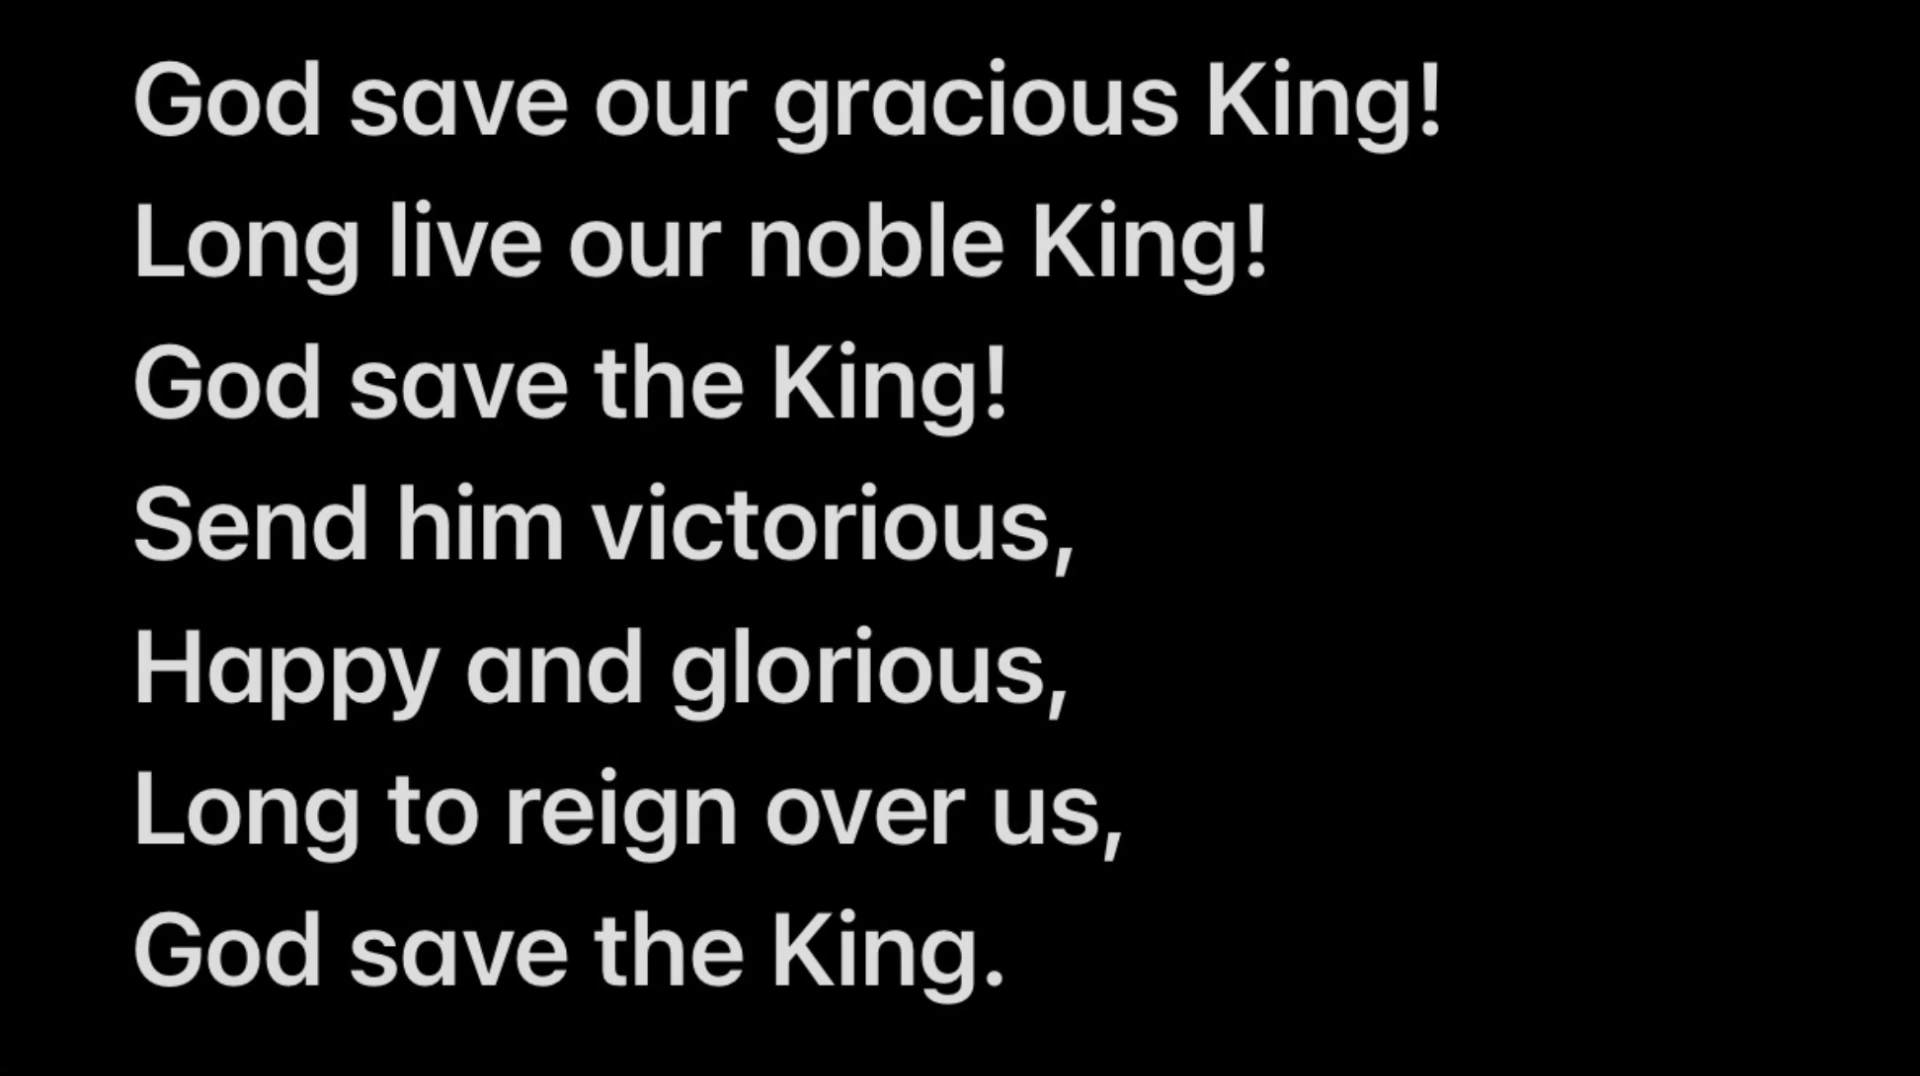 God save our gracious King!
Long live our noble King!
God save the King!
Send him victorious,
Happy and glorious,
Long to reign over us,
God save the King.